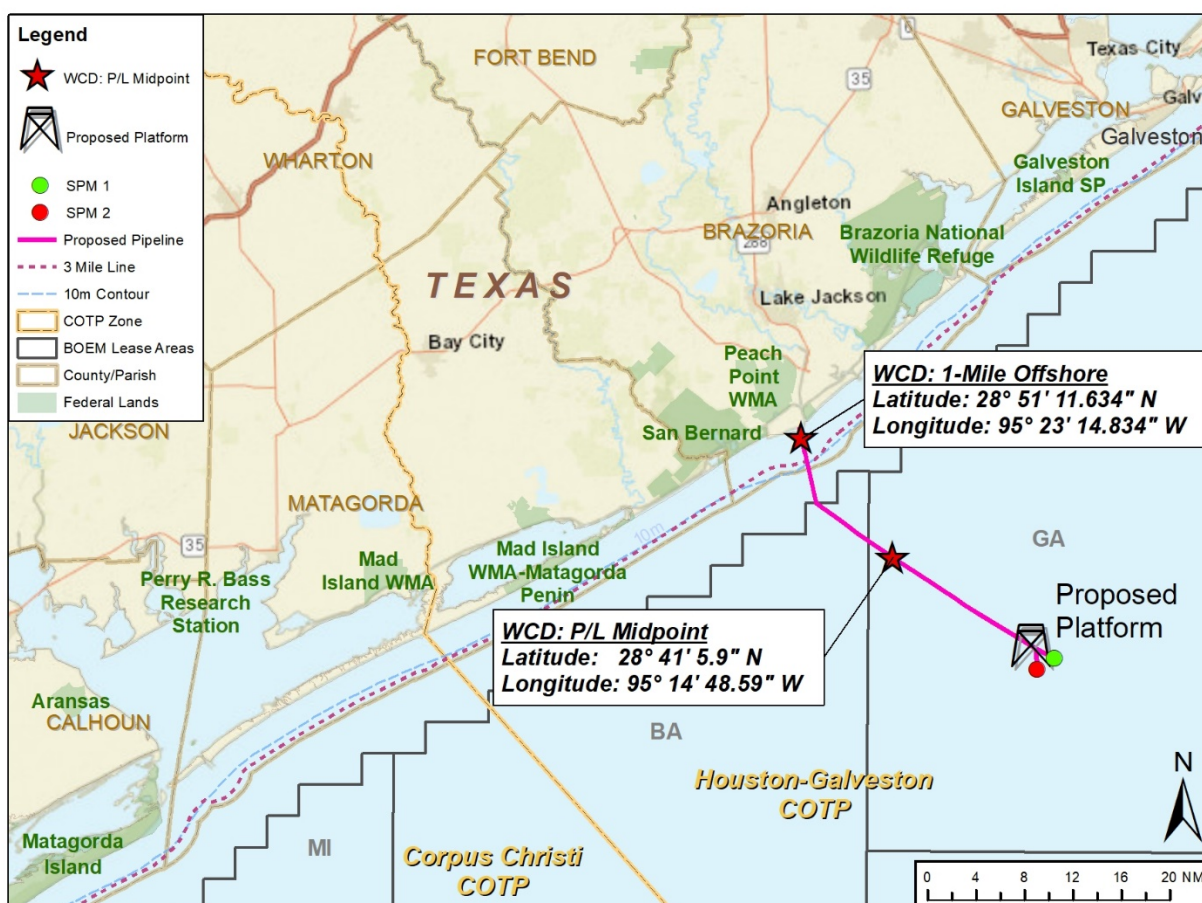 Legend
WCD: P/L Midpoint
Proposed Platform
SPM 1
SPM 2
Proposed Pipeline
3 Mile Line
10m Contour
COTP Zone
BOEM Lease Areas
County/Parish
Federal Lands
FORT BEND
6
Texas City
35
GALVESTON
Galv
Galveston
WHARTON
Galveston
Island SP
Angleton
BRAZORIA
288
Brazoria National
Wildlife Refuge
TEXAS
Lake Jackson
Bay City
Peach
Point
WMA
WCD: 1-Mile Offshore
Latitude: 28° 51' 11.634" N
Longitude: 95° 23' 14.834" W
San Bernard
JACKSON
MATAGORDA
10m
35
Mad
Island WMA
Mad Island
WMA-Matagorda
Penin
GA
Perry R. Bass
Research
Station
Proposed
Platform
WCD: P/L Midpoint
Latitude: 28° 41' 5.9" N
Longitude: 95° 14' 48.59" W
Aransas
CALHOUN
BA
Houston-Galveston
COTP
N
Matagorda
Island
MI
Corpus Christi
COTP
0 4 8 12 16 20 NM